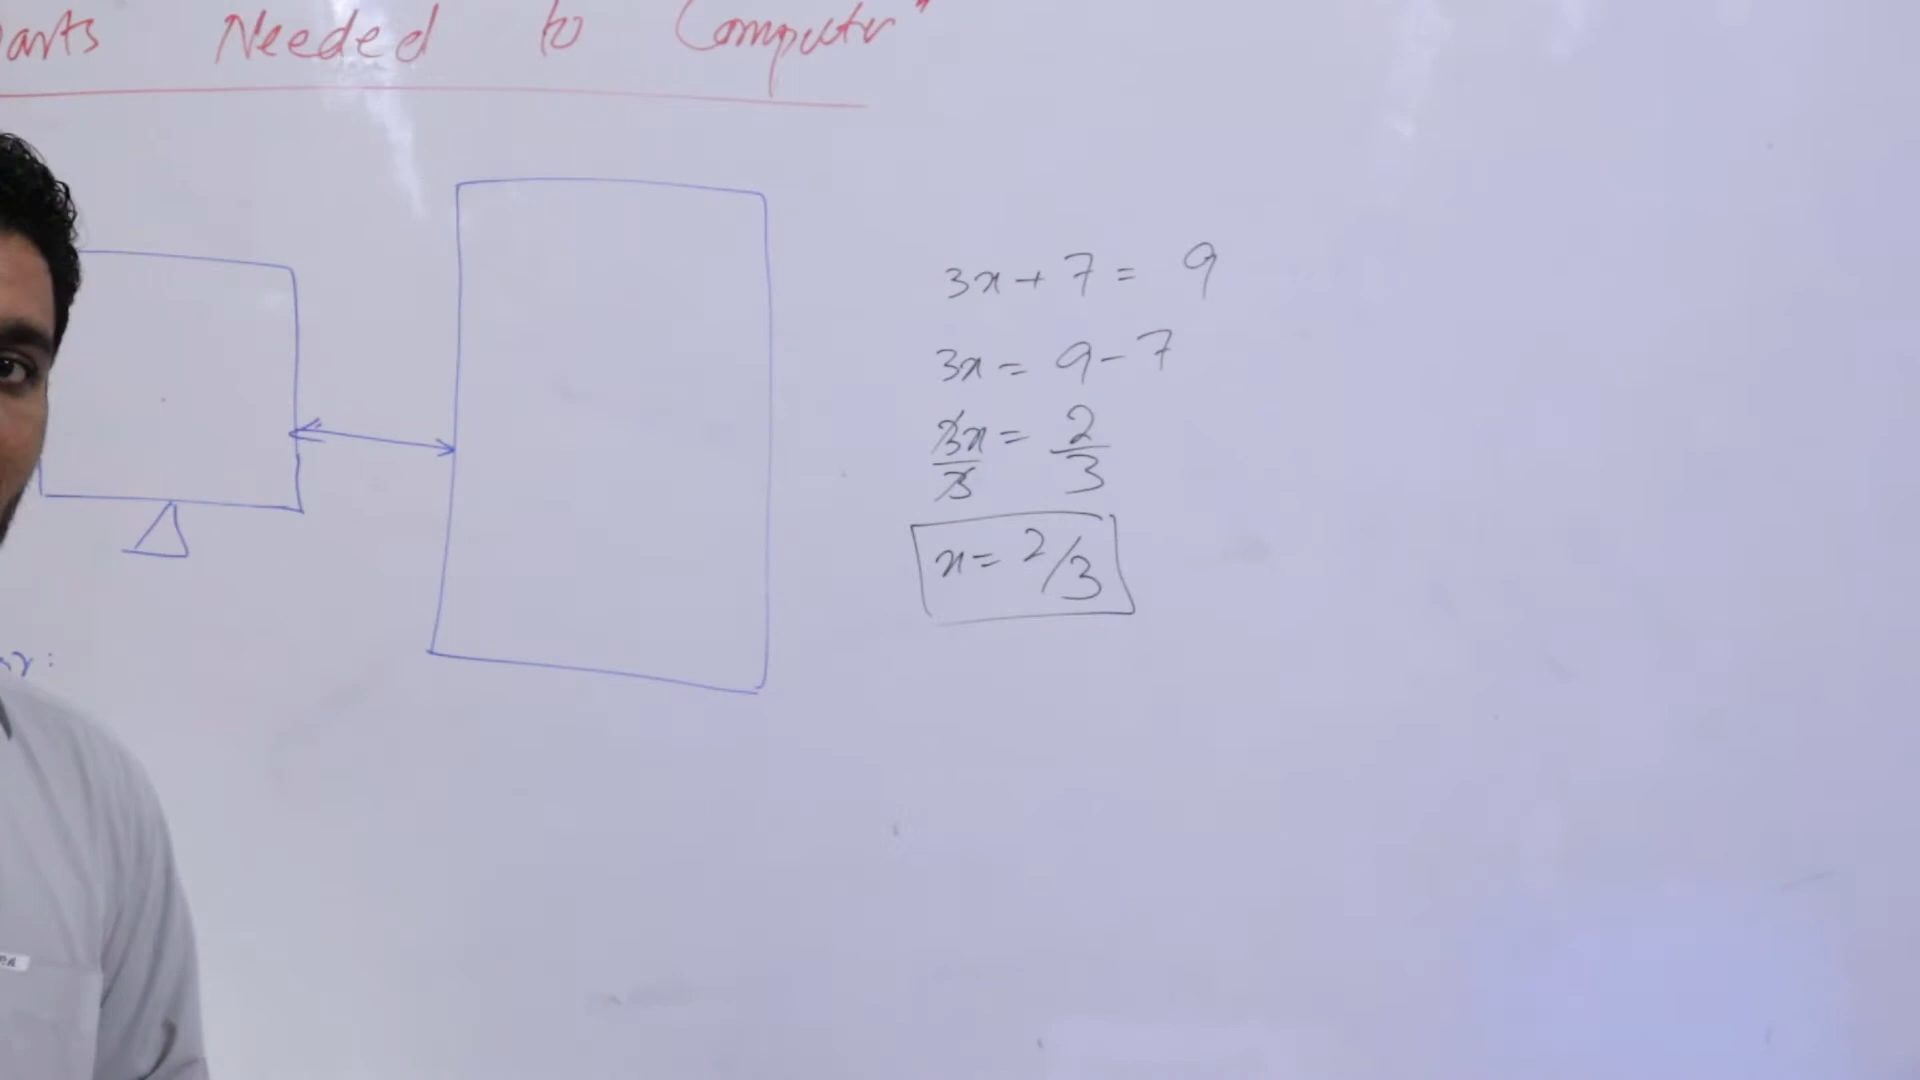 Needed to Computer"
3x + 7 = 9
3x = 9 - 7
3x/3 = 2/3
x = 2/3